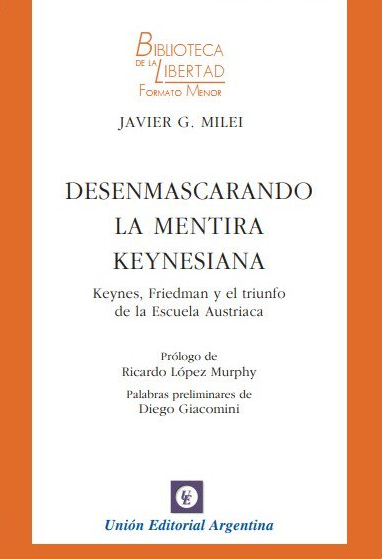 BIBLIOTECA
DE LA LIBERTAD
FORMATO MENOR
JAVIER G. MILEI
DESENMASCARANDO
LA MENTIRA
KEYNESIANA
Keynes, Friedman y el triunfo
de la Escuela Austriaca
Prólogo de
Ricardo López Murphy
Palabras preliminares de
Diego Giacomini
UE
Unión Editorial Argentina